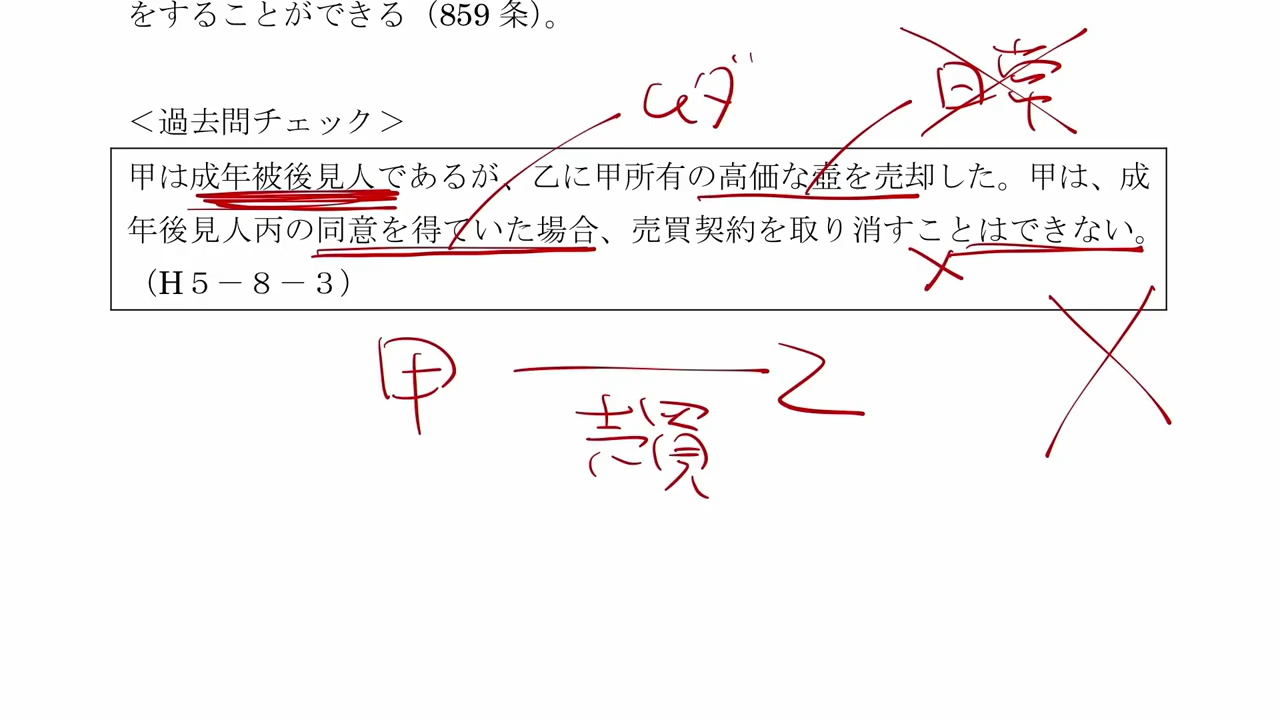 をすることができる（859 条）。
日常
＜過去問チェック＞
甲は成年被後見人であるが、乙に甲所有の高価な壺を売却した。甲は、成
年後見人丙の同意を得ていた場合、売買契約を取り消すことはできない。
（H５－８－３）
甲 乙
売買